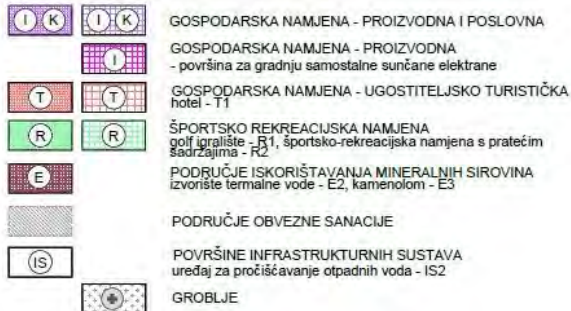 I K I K GOSPODARSKA NAMJENA - PROIZVODNA I POSLOVNA
GOSPODARSKA NAMJENA - PROIZVODNA
I - površina za gradnju samostalne sunčane elektrane
T T GOSPODARSKA NAMJENA - UGOSTITELJSKO TURISTIČKA
hotel - T1
R R ŠPORTSKO REKREACIJSKA NAMJENA
golf igralište - R1, športsko-rekreacijska namjena s pratećim
sadržajima - R2
E PODRUČJE ISKORIŠTAVANJA MINERALNIH SIROVINA
izvorište termalne vode - E2, kamenolom - E3
PODRUČJE OBVEZNE SANACIJE
IS POVRŠINE INFRASTRUKTURNIH SUSTAVA
uređaj za pročišćavanje otpadnih voda - IS2
GROBLJE